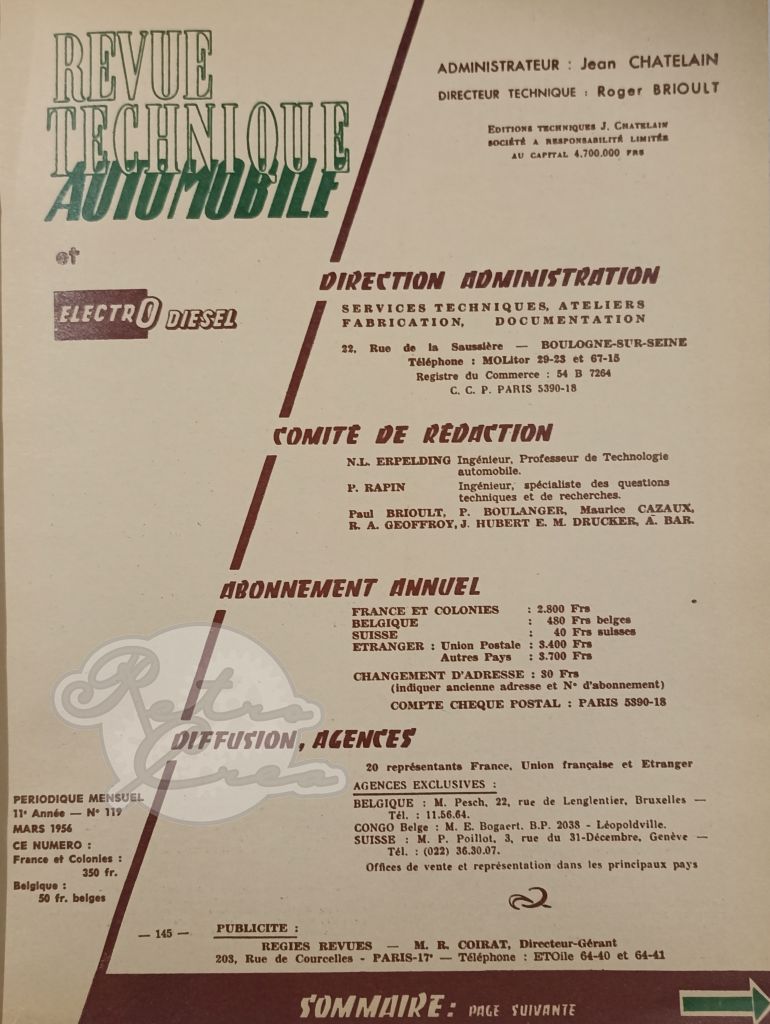 REVUE
TECHNIQUE
AUTOMOBILE
et
ELECTRO DIESEL
ADMINISTRATEUR : Jean CHATELAIN
DIRECTEUR TECHNIQUE : Roger BRIOULT
EDITIONS TECHNIQUES J. CHATELAIN
SOCIÉTÉ A RESPONSABILITÉ LIMITÉE
AU CAPITAL 4.700.000 FRS
DIRECTION ADMINISTRATION
SERVICES TECHNIQUES, ATELIERS
FABRICATION, DOCUMENTATION
22, Rue de la Saussière — BOULOGNE-SUR-SEINE
Téléphone : MOLitor 29-23 et 67-15
Registre du Commerce : 54 B 7264
C. C. P. PARIS 5390-18
COMITÉ DE RÉDACTION
N.L. ERPELDING Ingénieur, Professeur de Technologie
automobile.
P. RAPIN Ingénieur, spécialiste des questions
techniques et de recherches.
Paul BRIOULT, P. BOULANGER, Maurice CAZAUX,
R. A. GEOFFROY, J. HUBERT E. M. DRUCKER, A. BAR.
ABONNEMENT ANNUEL
FRANCE ET COLONIES : 2.800 Frs
BELGIQUE : 480 Frs belges
SUISSE : 40 Frs suisses
ETRANGER : Union Postale : 3.400 Frs
Autres Pays : 3.700 Frs
CHANGEMENT D'ADRESSE : 30 Frs
(indiquer ancienne adresse et N° d'abonnement)
COMPTE CHEQUE POSTAL : PARIS 5390-18
Retro
Crea
DIFFUSION, AGENCES
20 représentants France, Union française et Etranger
AGENCES EXCLUSIVES :
BELGIQUE : M. Pesch, 22, rue de Lenglentier, Bruxelles —
Tél. : 11.56.64.
CONGO Belge : M. E. Bogaert. B.P. 2038 - Léopoldville.
SUISSE : M. P. Poillot, 3, rue du 31-Décembre, Genève —
Tél. : (022) 36.30.07.
Offices de vente et représentation dans les principaux pays
PERIODIQUE MENSUEL
11e Année — N° 119
MARS 1956
CE NUMERO :
France et Colonies :
350 fr.
Belgique :
50 fr. belges
— 145 —
PUBLICITE :
REGIES REVUES — M. R. COIRAT, Directeur-Gérant
203, Rue de Courcelles - PARIS-17e — Téléphone : ETOile 64-40 et 64-41
SOMMAIRE : PAGE SUIVANTE